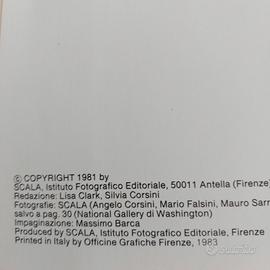 © COPYRIGHT 1981 by
SCALA, Istituto Fotografico Editoriale, 50011 Antella (Firenze)
Redazione: Lisa Clark, Silvia Corsini
Fotografie: SCALA (Angelo Corsini, Mario Falsini, Mauro Sarr
salvo a pag. 30 (National Gallery di Washington)
Impaginazione: Massimo Barca
Produced by SCALA, Istituto Fotografico Editoriale, Firenze
Printed in Italy by Officine Grafiche Firenze, 1983
subito